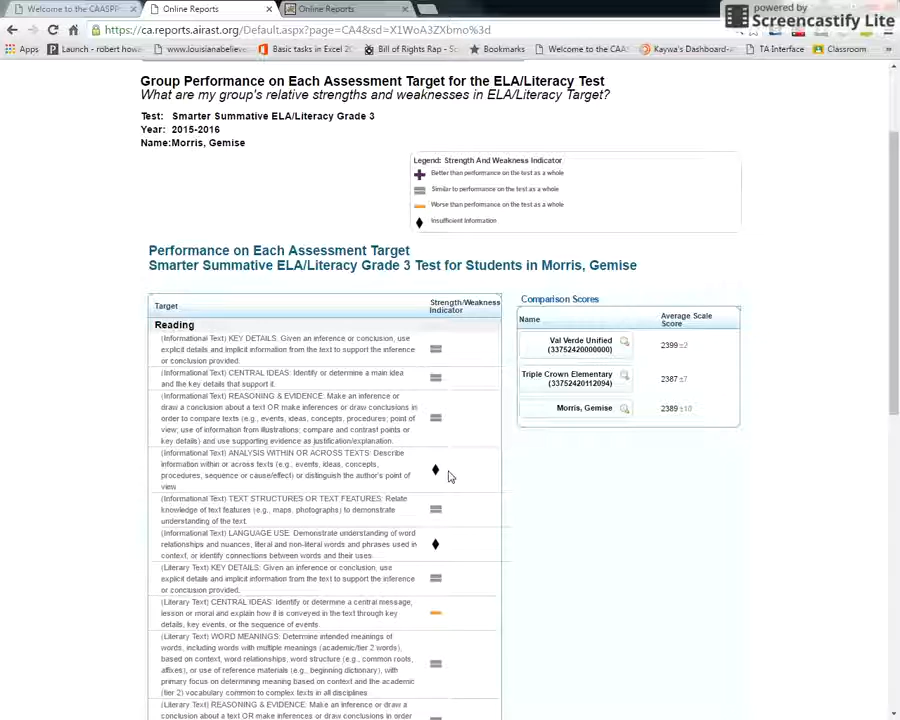 powered by
Screencastify Lite
Welcome to the CAASPP
Online Reports
Online Reports
https://ca.reports.airast.org/Default.aspx?page=CA4&sd=X1WoA3ZXbmo%3d
Apps
Launch - robert howa
www.louisianabelieve
Basic tasks in Excel 20
Bill of Rights Rap - Sc
Bookmarks
Welcome to the CAA
Kaywa's Dashboard -
TA Interface
Classroom
Group Performance on Each Assessment Target for the ELA/Literacy Test
What are my group's relative strengths and weaknesses in ELA/Literacy Target?
Test: Smarter Summative ELA/Literacy Grade 3
Year: 2015-2016
Name:Morris, Gemise
Legend: Strength And Weakness Indicator
Better than performance on the test as a whole
Similar to performance on the test as a whole
Worse than performance on the test as a whole
Insufficient Information
Performance on Each Assessment Target
Smarter Summative ELA/Literacy Grade 3 Test for Students in Morris, Gemise
Target
Strength/Weakness
Indicator
Reading
(Informational Text) KEY DETAILS: Given an inference or conclusion, use
explicit details and implicit information from the text to support the inference
or conclusion provided.
(Informational Text) CENTRAL IDEAS: Identify or determine a main idea
and the key details that support it.
(Informational Text) REASONING & EVIDENCE: Make an inference or
draw a conclusion about a text OR make inferences or draw conclusions in
order to compare texts (e.g., events, ideas, concepts, procedures; point of
view; use of information from illustrations; compare and contrast points or
key details) and use supporting evidence as justification/explanation.
(Informational Text) ANALYSIS WITHIN OR ACROSS TEXTS: Describe
information within or across texts (e.g., events, ideas, concepts,
procedures, sequence or cause/effect) or distinguish the author's point of
view.
(Informational Text) TEXT STRUCTURES OR TEXT FEATURES: Relate
knowledge of text features (e.g., maps, photographs) to demonstrate
understanding of the text.
(Informational Text) LANGUAGE USE: Demonstrate understanding of word
relationships and nuances, literal and non-literal words and phrases used in
context, or identify connections between words and their uses.
(Literary Text) KEY DETAILS: Given an inference or conclusion, use
explicit details and implicit information from the text to support the inference
or conclusion provided.
(Literary Text) CENTRAL IDEAS: Identify or determine a central message,
lesson or moral and explain how it is conveyed in the text through key
details, key events, or the sequence of events.
(Literary Text) WORD MEANINGS: Determine intended meanings of
words, including words with multiple meanings (academic/tier 2 words),
based on context, word relationships, word structure (e.g., common roots,
affixes), or use of reference materials (e.g., beginning dictionary), with
primary focus on determining meaning based on context and the academic
(tier 2) vocabulary common to complex texts in all disciplines
(Literary Text) REASONING & EVIDENCE: Make an inference or draw a
conclusion about a text OR make inferences or draw conclusions in order
Comparison Scores
Name
Average Scale
Score
Val Verde Unified
(33752420000000)
2399 ±2
Triple Crown Elementary
(33752420112094)
2387 ±7
Morris, Gemise
2389 ±10